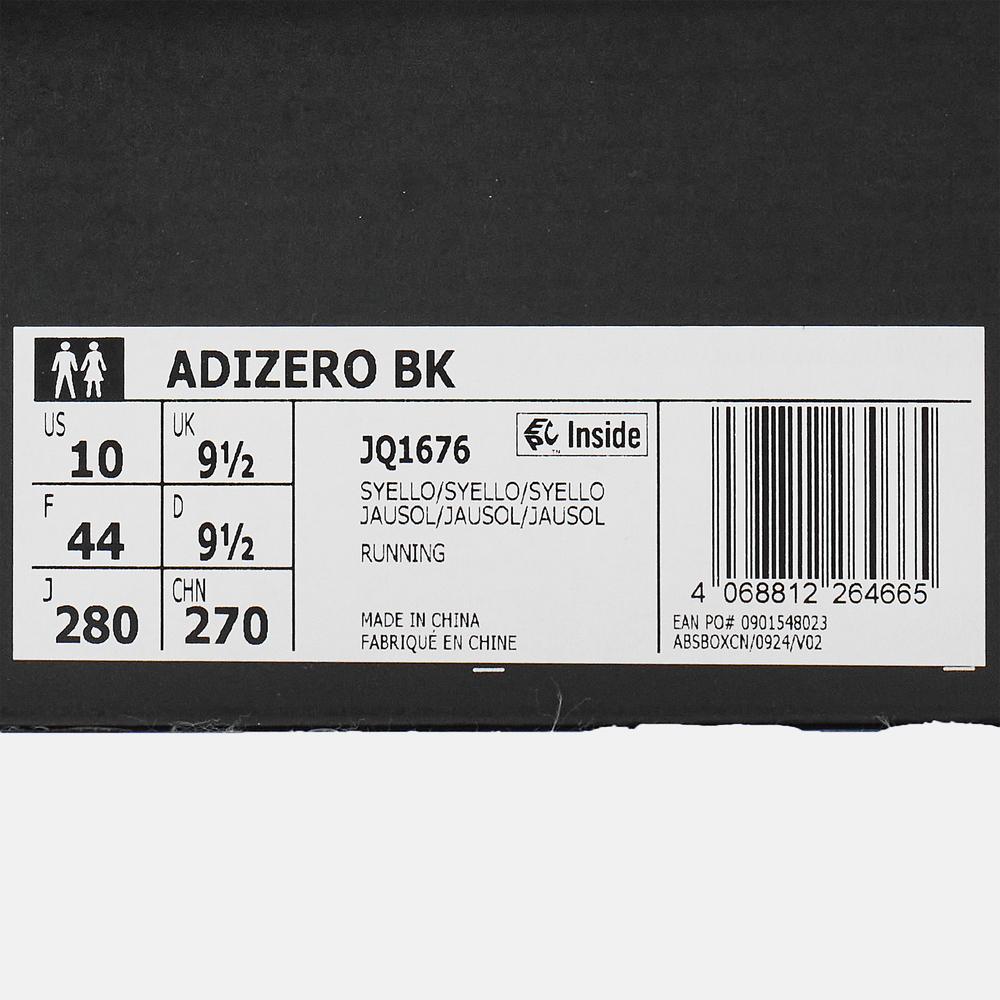 ADIZERO BK
US 10
UK 9½
F 44
D 9½
J 280
CHN 270
JQ1676
EPC™ Inside
SYELLO/SYELLO/SYELLO
JAUSOL/JAUSOL/JAUSOL
RUNNING
MADE IN CHINA
FABRIQUÉ EN CHINE
4 068812 264665
EAN PO# 0901548023
ABSBOXCN/0924/V02